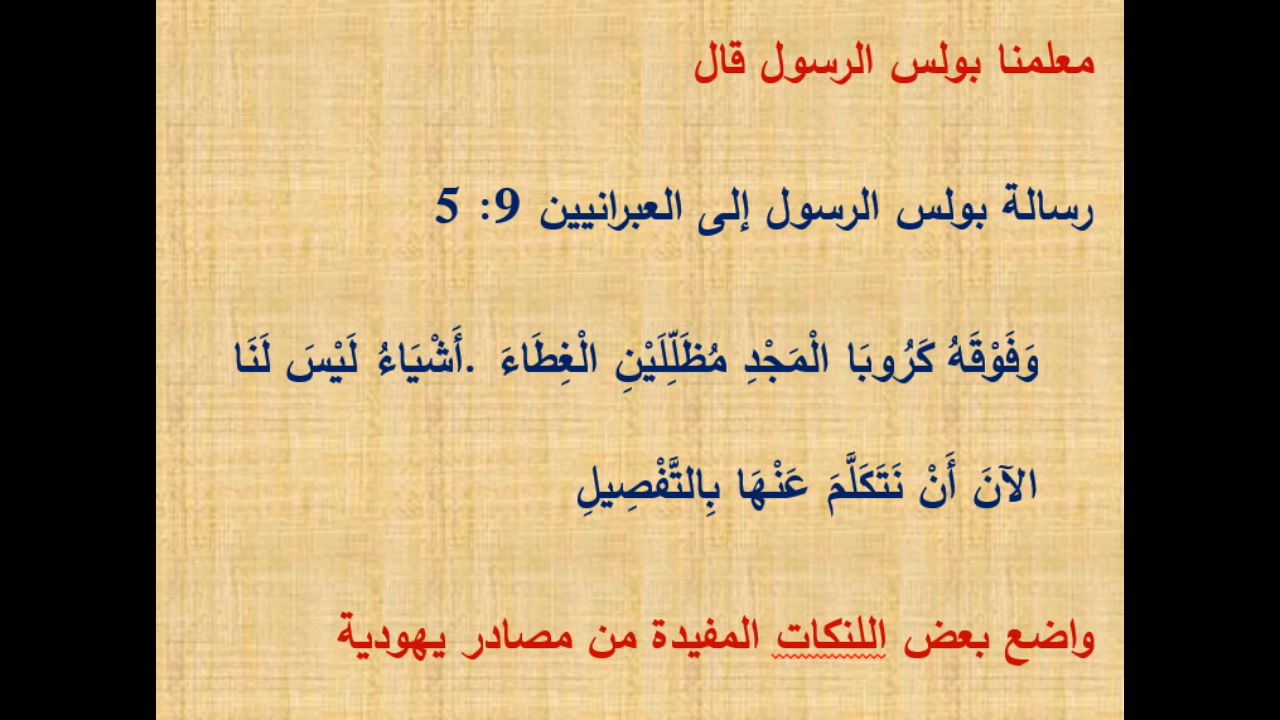 معلمنا بولس الرسول قال
رسالة بولس الرسول إلى العبرانيين 9: 5
وَفَوْقَهُ كَرُوبَا الْمَجْدِ مُظَلِّلَيْنِ الْغِطَاءَ .أَشْيَاءُ لَيْسَ لَنَا
الآنَ أَنْ نَتَكَلَّمَ عَنْهَا بِالتَّفْصِيلِ
واضع بعض اللنكات المفيدة من مصادر يهودية